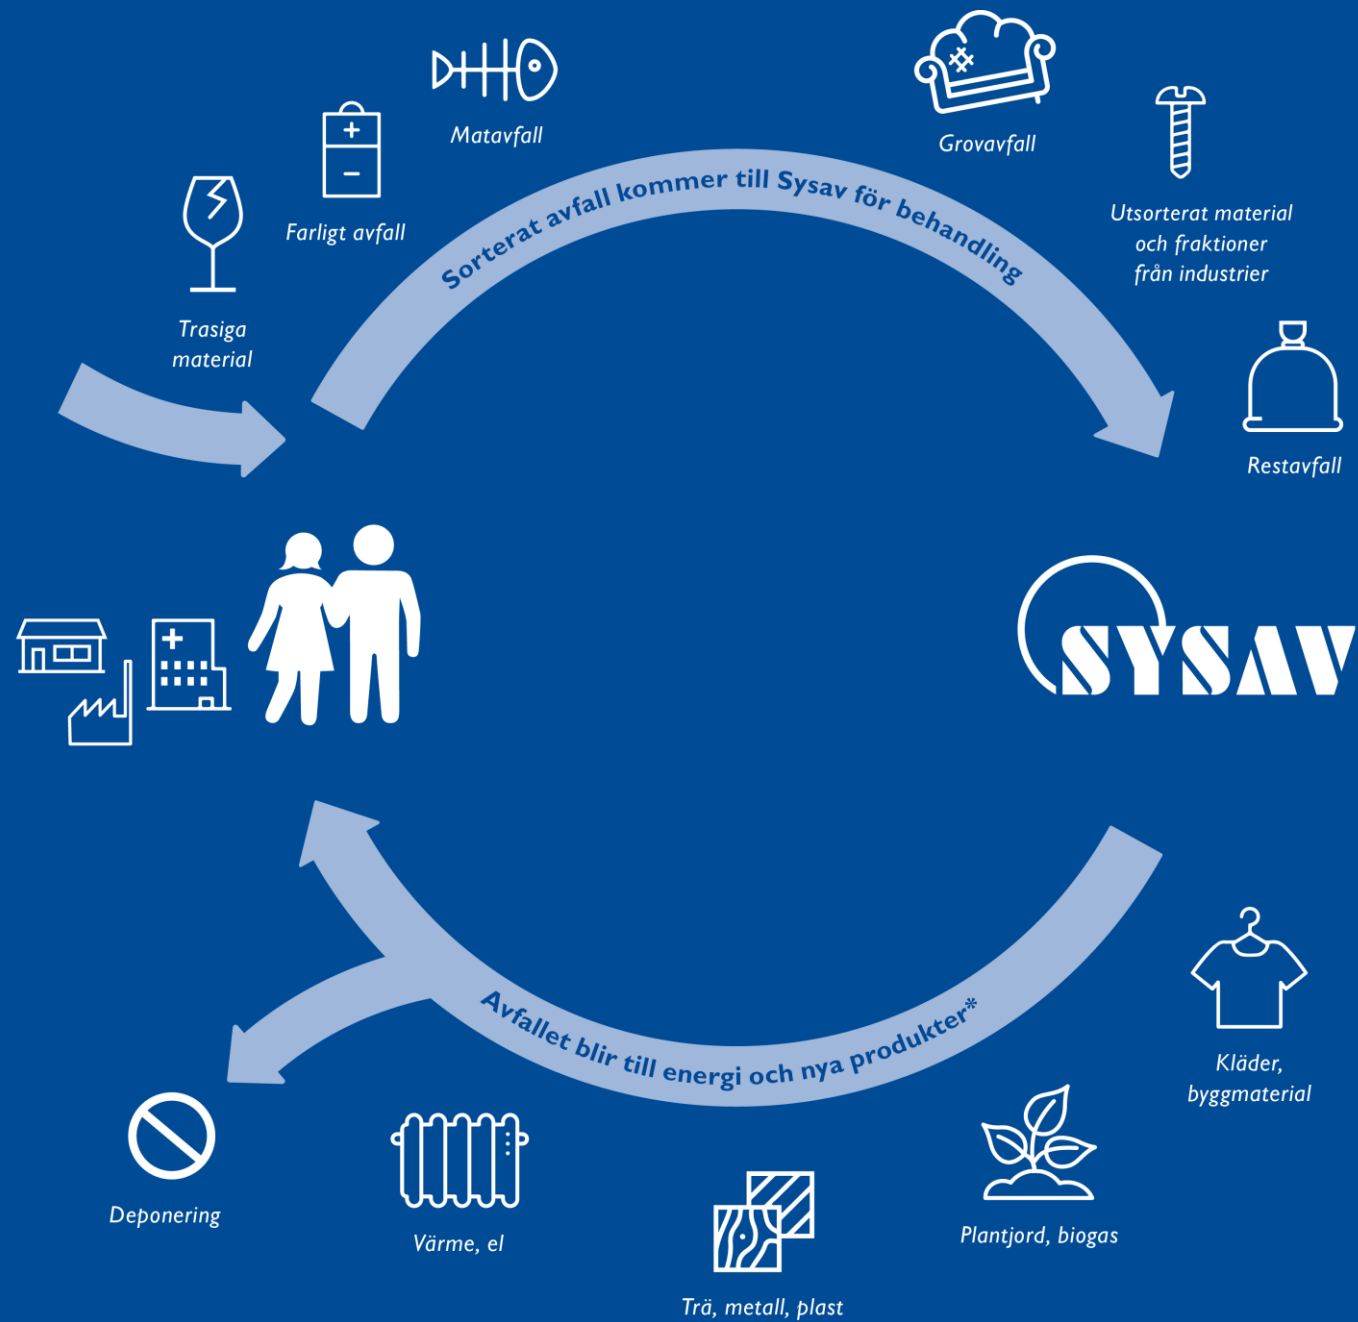 Matavfall
Grovavfall
Farligt avfall
Utsorterat material
och fraktioner
från industrier
Trasiga
material
Sorterat avfall kommer till Sysav för behandling
Restavfall
+
−
+
SYSAV
Avfallet blir till energi och nya produkter*
Kläder,
byggmaterial
Deponering
Värme, el
Plantjord, biogas
Trä, metall, plast